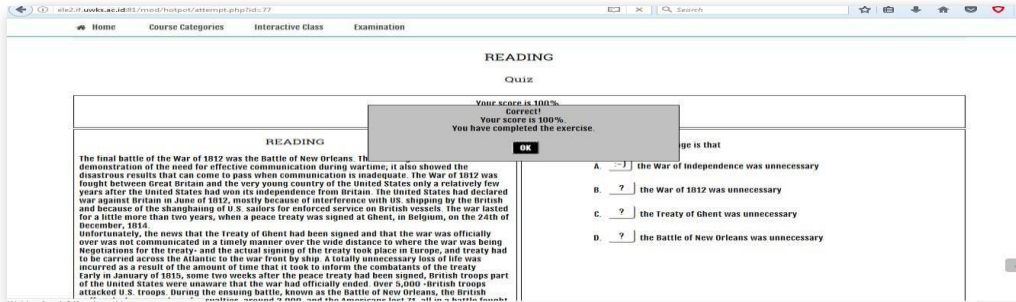 els2.if.uwks.ac.id:81/mod/hotpot/attempt.php?id=77
Search
Home Course Categories Interactive Class Examination
READING
Quiz
Your score is 100%.
Correct!
Your score is 100%.
You have completed the exercise.
OK
READING
The final battle of the War of 1812 was the Battle of New Orleans. Th
demonstration of the need for effective communication during wartime; it also showed the
disastrous results that can come to pass when communication is inadequate. The War of 1812 was
fought between Great Britain and the very young country of the United States only a relatively few
years after the United States had won its independence from Britain. The United States had declared
war against Britain in June of 1812, mostly because of interference with US. shipping by the British
and because of the shanghaiing of U.S. sailors for enforced service on British vessels. The war lasted
for a little more than two years, when a peace treaty was signed at Ghent, in Belgium, on the 24th of
December, 1814.
Unfortunately, the news that the Treaty of Ghent had been signed and that the war was officially
over was not communicated in a timely manner over the wide distance to where the war was being
Negotiations for the treaty- and the actual signing of the treaty took place in Europe, and treaty had
to be carried across the Atlantic to the war front by ship. A totally unnecessary loss of life was
incurred as a result of the amount of time that it took to inform the combatants of the treaty
Early in January of 1815, some two weeks after the peace treaty had been signed, British troops part
of the United States were unaware that the war had officially ended. Over 5,000 -British troops
attacked U.S. troops. During the ensuing battle, known as the Battle of New Orleans, the British
ualties, around 2,000, and the Americans lost 71, all in a battle fought
ge is that
A. :-) the War of Independence was unnecessary
B. ? the War of 1812 was unnecessary
C. ? the Treaty of Ghent was unnecessary
D. ? the Battle of New Orleans was unnecessary